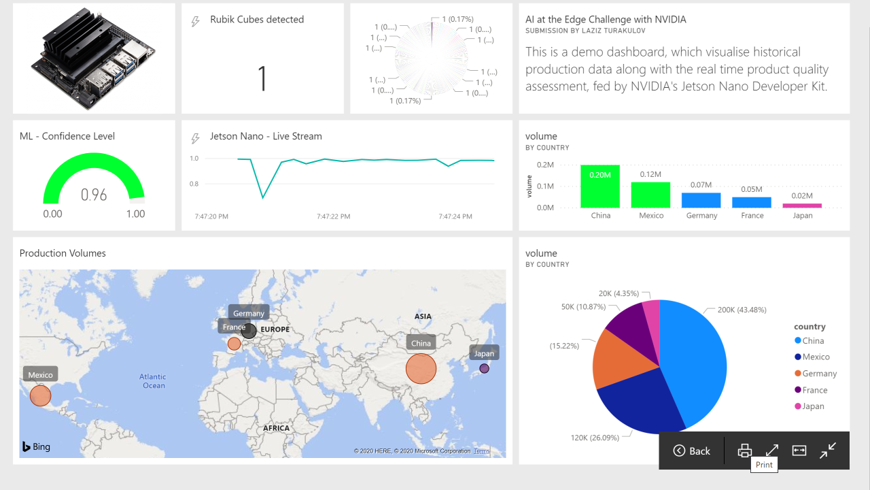 Rubik Cubes detected
1
1 (0.17%)
1 (0....)
1 (0...)
1 (...)
1 (0...)
1 (...)
1 (...)
1 (...)
1 (...)
1 (0...)
1 (0...)
1 (0.17%)
AI at the Edge Challenge with NVIDIA
SUBMISSION BY LAZIZ TURAKULOV
This is a demo dashboard, which visualise historical
production data along with the real time product quality
assessment, fed by NVIDIA's Jetson Nano Developer Kit.
ML - Confidence Level
0.96
0.00
1.00
Jetson Nano - Live Stream
1.0
0.8
7:47:20 PM
7:47:22 PM
7:47:24 PM
volume
BY COUNTRY
volume
0.2M
0.1M
0.0M
0.20M
0.12M
0.07M
0.05M
0.02M
China
Mexico
Germany
France
Japan
Production Volumes
Germany
France
EUROPE
ASIA
China
Japan
Mexico
Atlantic
Ocean
AFRICA
Bing
© 2020 HERE, © 2020 Microsoft Corporation Terms
volume
BY COUNTRY
20K (4.35%)
50K (10.87%)
(15.22%)
120K (26.09%)
200K (43.48%)
country
China
Mexico
Germany
France
Japan
Back
Print